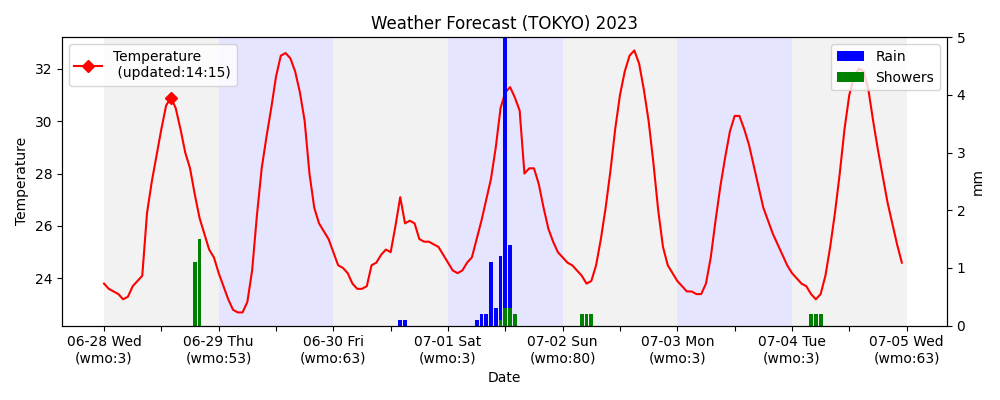 Weather Forecast (TOKYO) 2023
Temperature
(updated:14:15)
Rain
Showers
32
30
28
26
24
Temperature
5
4
3
2
1
0
mm
06-28 Wed
(wmo:3)
06-29 Thu
(wmo:53)
06-30 Fri
(wmo:63)
07-01 Sat
(wmo:3)
07-02 Sun
(wmo:80)
07-03 Mon
(wmo:3)
07-04 Tue
(wmo:3)
07-05 Wed
(wmo:63)
Date